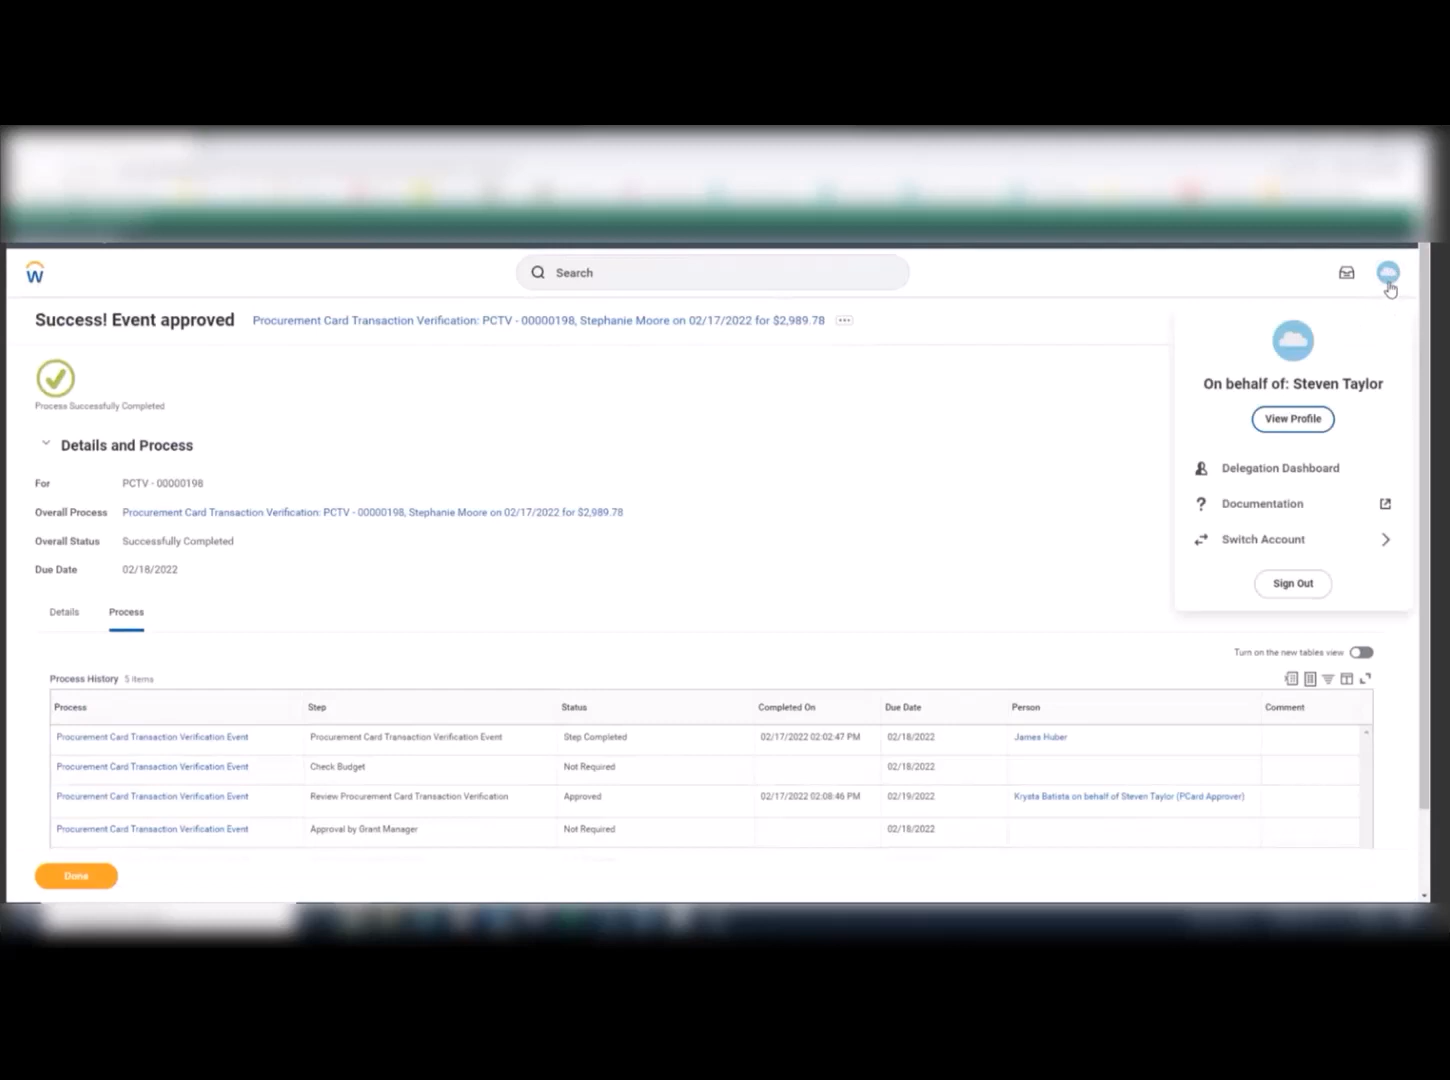 W
Search
Success! Event approved Procurement Card Transaction Verification: PCTV - 00000198, Stephanie Moore on 02/17/2022 for $2,989.78
Process Successfully Completed
On behalf of: Steven Taylor
View Profile
Delegation Dashboard
Documentation
Switch Account
Sign Out
Details and Process
For PCTV - 00000198
Overall Process Procurement Card Transaction Verification: PCTV - 00000198, Stephanie Moore on 02/17/2022 for $2,989.78
Overall Status Successfully Completed
Due Date 02/18/2022
Details Process
Turn on the new tables view
Process History 5 items
Process Step Status Completed On Due Date Person Comment
Procurement Card Transaction Verification Event Procurement Card Transaction Verification Event Step Completed 02/17/2022 02:02:47 PM 02/18/2022 James Huber
Procurement Card Transaction Verification Event Check Budget Not Required 02/18/2022
Procurement Card Transaction Verification Event Review Procurement Card Transaction Verification Approved 02/17/2022 02:08:46 PM 02/19/2022 Krysta Batista on behalf of Steven Taylor (PCard Approver)
Procurement Card Transaction Verification Event Approval by Grant Manager Not Required 02/18/2022
Done